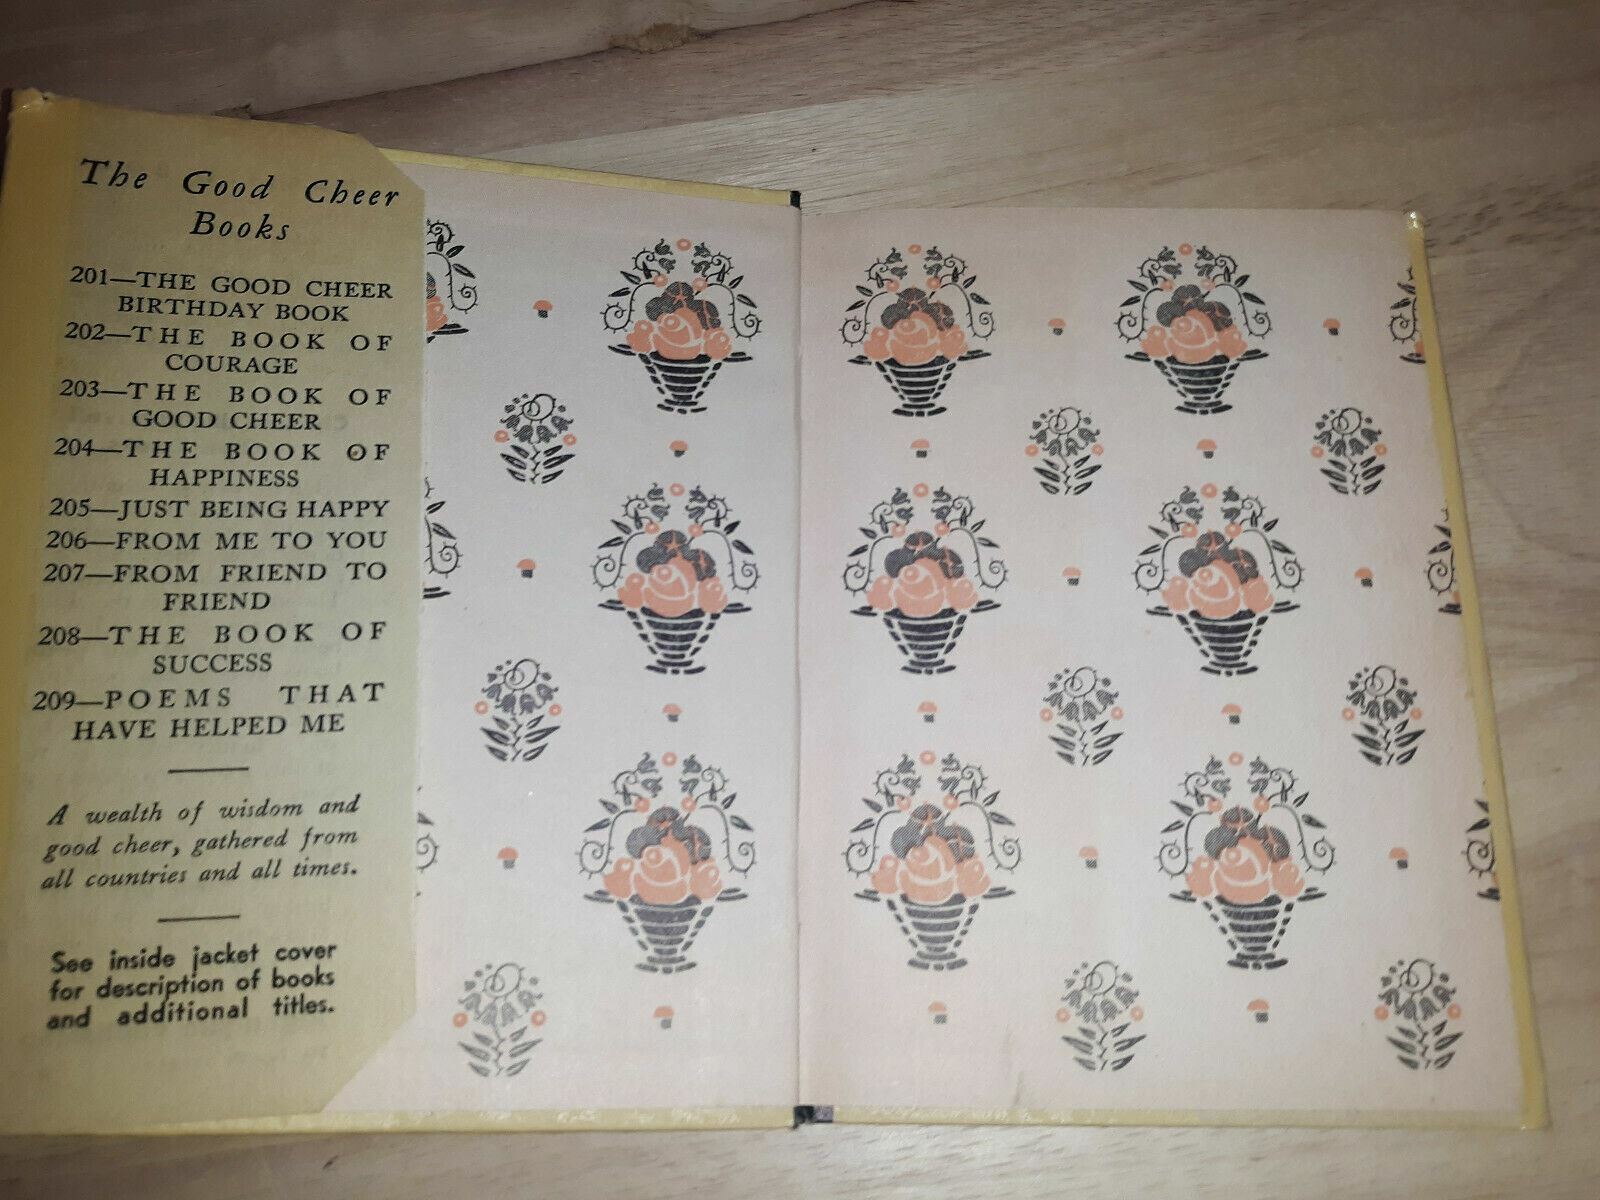 The Good Cheer
Books
201—THE GOOD CHEER
BIRTHDAY BOOK
202—THE BOOK OF
COURAGE
203—THE BOOK OF
GOOD CHEER
204—THE BOOK OF
HAPPINESS
205—JUST BEING HAPPY
206—FROM ME TO YOU
207—FROM FRIEND TO
FRIEND
208—THE BOOK OF
SUCCESS
209—POEMS THAT
HAVE HELPED ME
A wealth of wisdom and
good cheer, gathered from
all countries and all times.
See inside jacket cover
for description of books
and additional titles.